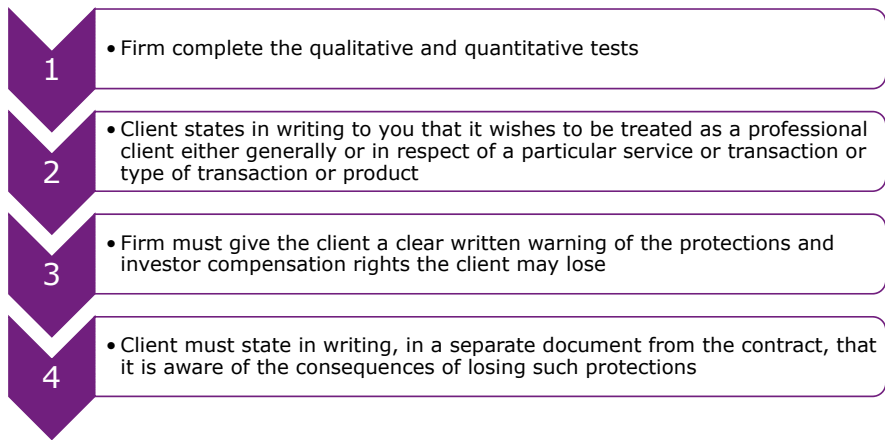 1
• Firm complete the qualitative and quantitative tests
2
• Client states in writing to you that it wishes to be treated as a professional
client either generally or in respect of a particular service or transaction or
type of transaction or product
3
• Firm must give the client a clear written warning of the protections and
investor compensation rights the client may lose
4
• Client must state in writing, in a separate document from the contract, that
it is aware of the consequences of losing such protections